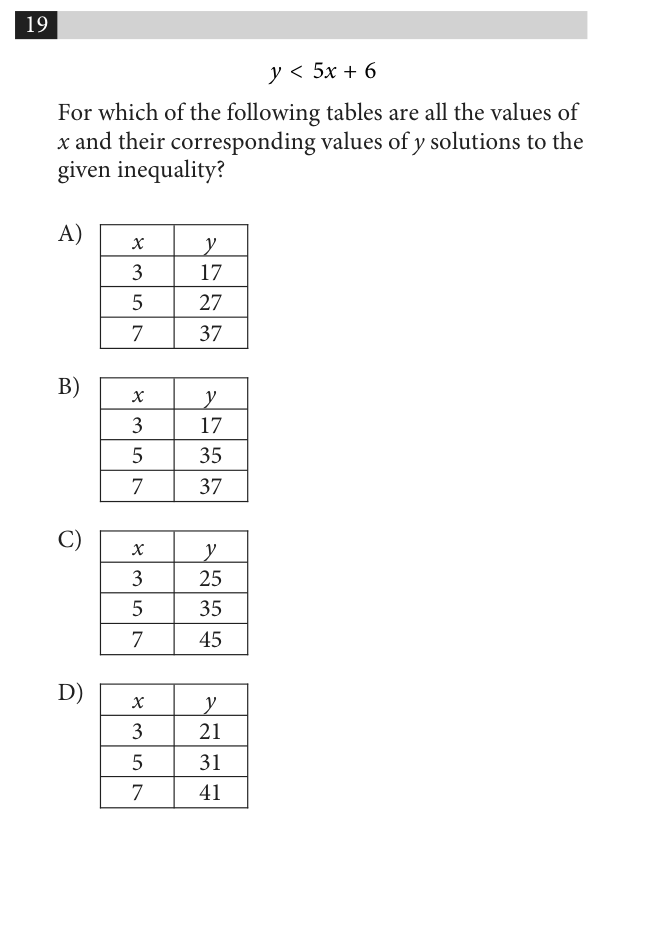 19
y < 5x + 6
For which of the following tables are all the values of
x and their corresponding values of y solutions to the
given inequality?
A)
x y
3 17
5 27
7 37
B)
x y
3 17
5 35
7 37
C)
x y
3 25
5 35
7 45
D)
x y
3 21
5 31
7 41